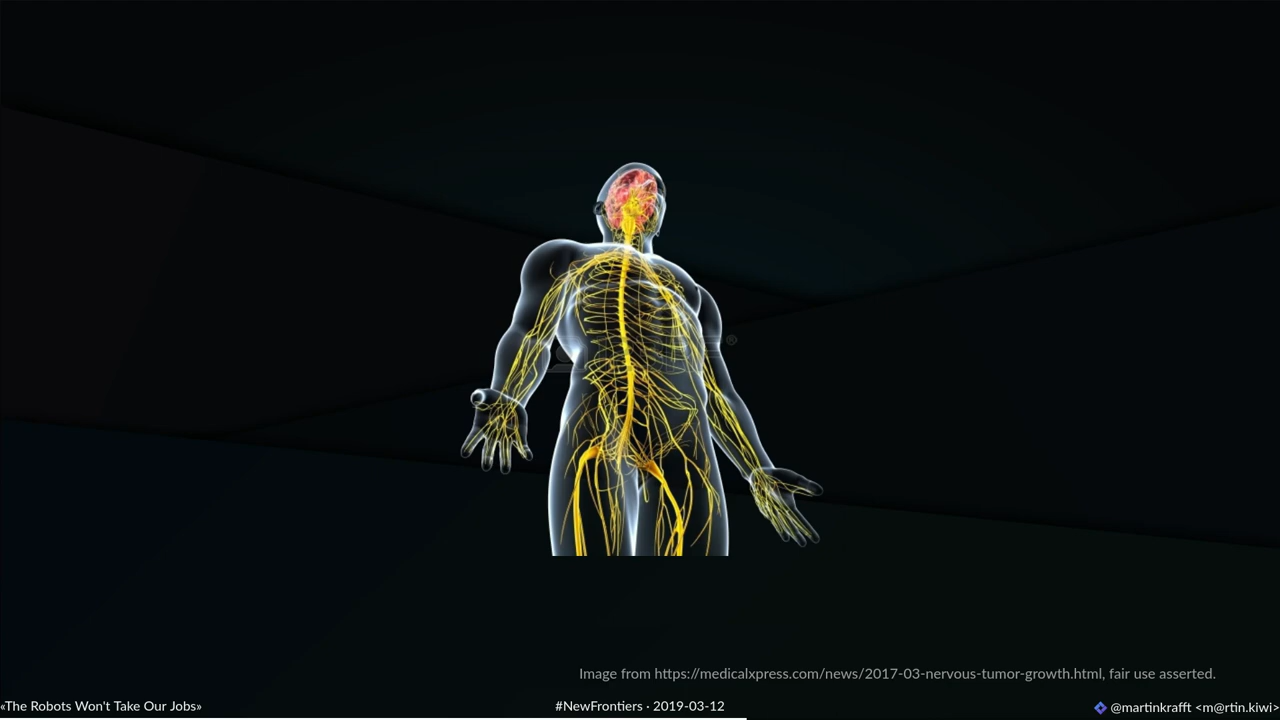 Image from https://medicalxpress.com/news/2017-03-nervous-tumor-growth.html, fair use asserted.
«The Robots Won't Take Our Jobs»
#NewFrontiers · 2019-03-12
@martinkrafft <m@rtin.kiwi>